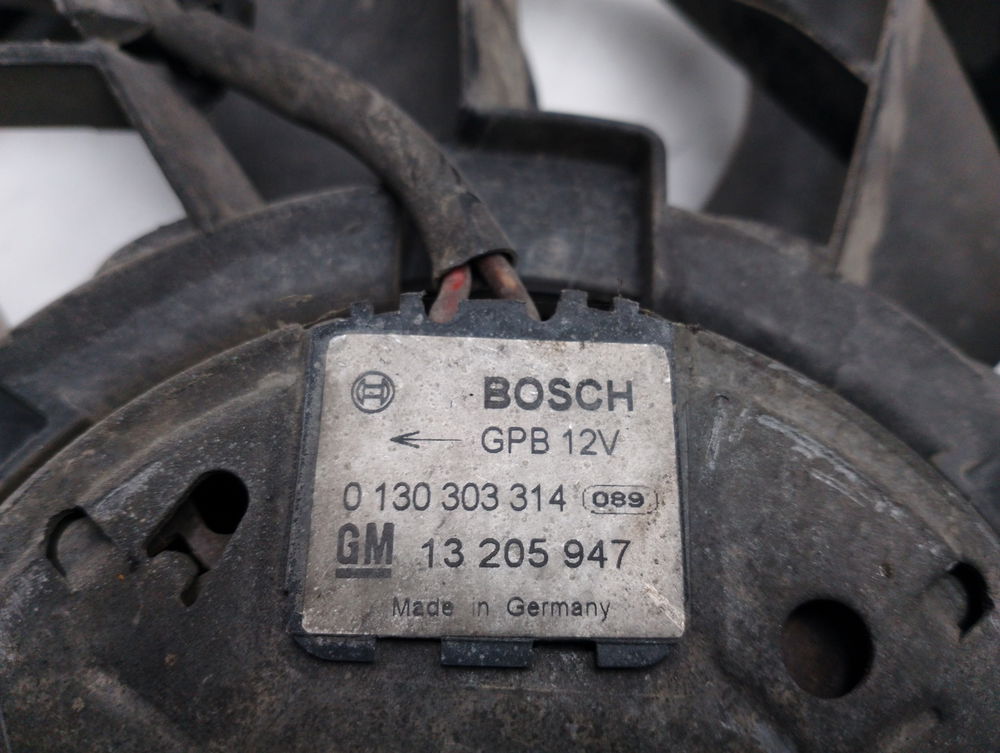 BOSCH
← GPB 12V
0 130 303 314 089
GM 13 205 947
Made in Germany